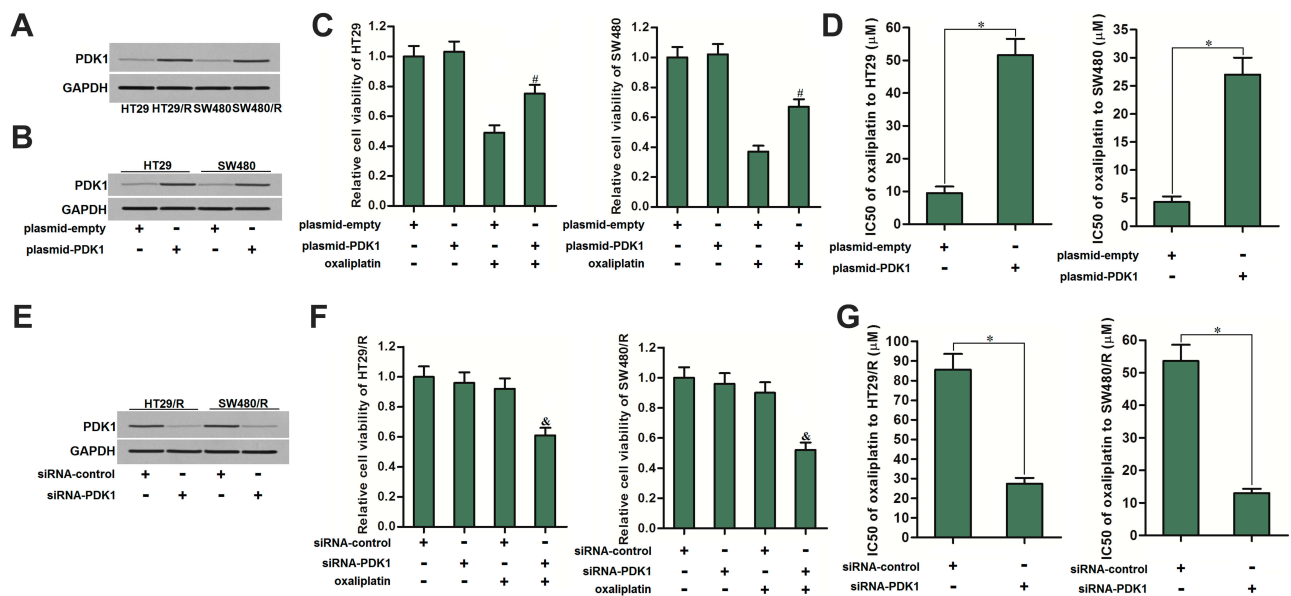 A
PDK1
GAPDH
HT29 HT29/R SW480 SW480/R
B
HT29 SW480
PDK1
GAPDH
plasmid-empty + - + -
plasmid-PDK1 - + - +
C
Relative cell viability of HT29
1.2
1.0
0.8
0.6
0.4
0.2
0.0
#
plasmid-empty + - + -
plasmid-PDK1 - + - +
oxaliplatin - - + +
Relative cell viability of SW480
1.2
1.0
0.8
0.6
0.4
0.2
0.0
#
+ - + -
- + - +
- - + +
D
IC50 of oxaliplatin to HT29 (μM)
60
50
40
30
20
10
0
*
plasmid-empty + -
plasmid-PDK1 - +
IC50 of oxaliplatin to SW480 (μM)
35
30
25
20
15
10
5
0
*
plasmid-empty + -
plasmid-PDK1 - +
E
HT29/R SW480/R
PDK1
GAPDH
siRNA-control + - + -
siRNA-PDK1 - + - +
F
Relative cell viability of HT29/R
1.2
1.0
0.8
0.6
0.4
0.2
0.0
&
siRNA-control + - + -
siRNA-PDK1 - + - +
oxaliplatin - - + +
Relative cell viability of SW480/R
1.2
1.0
0.8
0.6
0.4
0.2
0.0
&
siRNA-control + - + -
siRNA-PDK1 - + - +
oxaliplatin - - + +
G
IC50 of oxaliplatin to HT29/R (μM)
100
90
80
70
60
50
40
30
20
10
0
*
siRNA-control + -
siRNA-PDK1 - +
IC50 of oxaliplatin to SW480/R (μM)
60
50
40
30
20
10
0
*
siRNA-control + -
siRNA-PDK1 - +